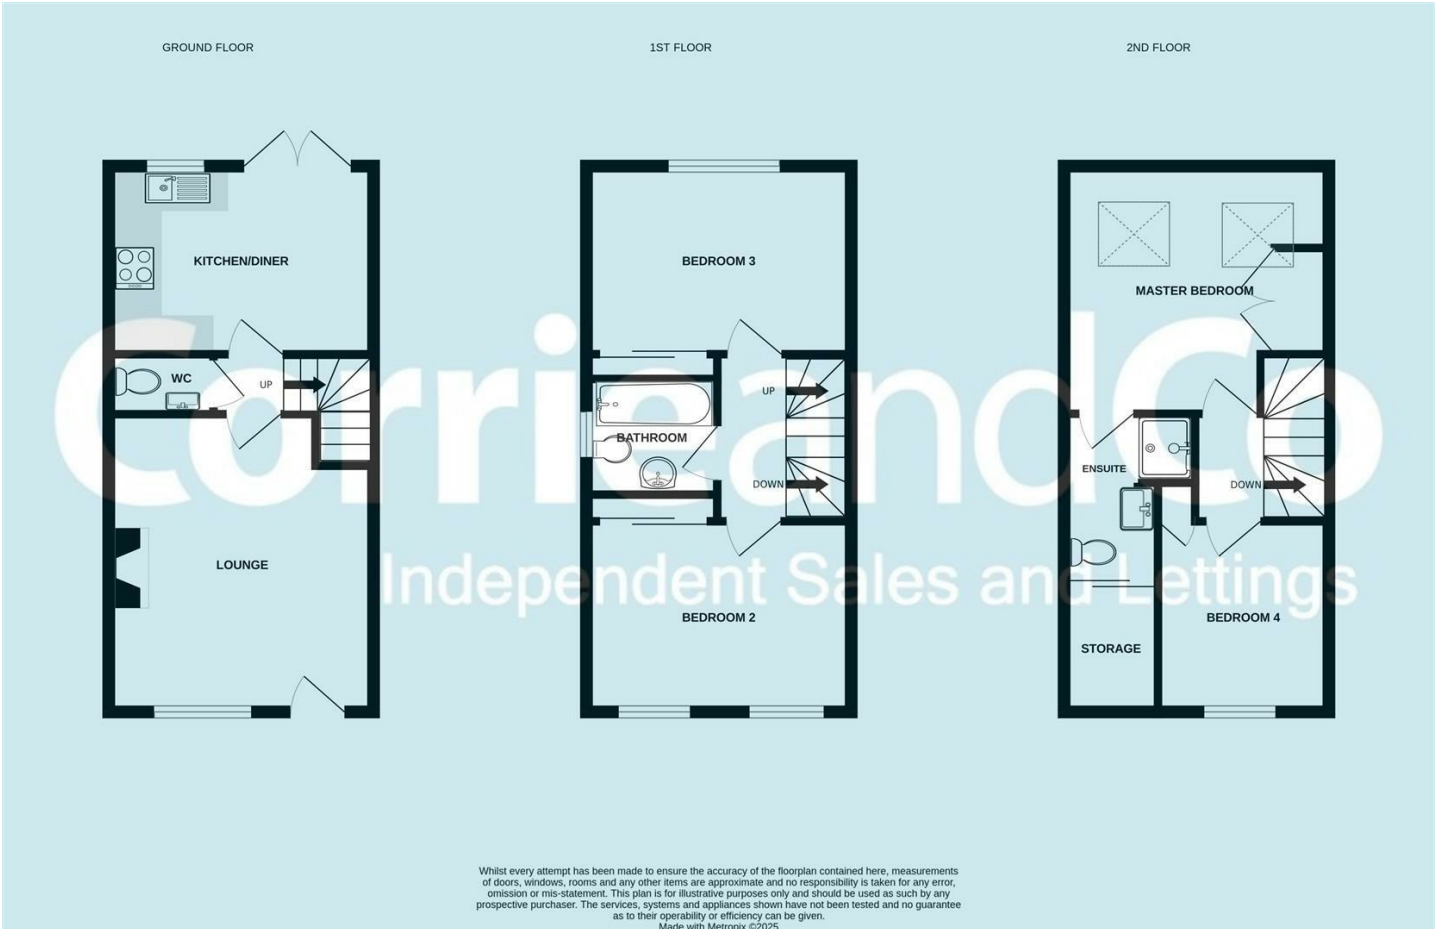 GROUND FLOOR
1ST FLOOR
2ND FLOOR
KITCHEN/DINER
WC
UP
LOUNGE
BEDROOM 3
UP
BATHROOM
DOWN
BEDROOM 2
MASTER BEDROOM
ENSUITE
DOWN
BEDROOM 4
STORAGE
CorrieandCo
Independent Sales and Lettings
Whilst every attempt has been made to ensure the accuracy of the floorplan contained here, measurements
of doors, windows, rooms and any other items are approximate and no responsibility is taken for any error,
omission or mis-statement. This plan is for illustrative purposes only and should be used as such by any
prospective purchaser. The services, systems and appliances shown have not been tested and no guarantee
as to their operability or efficiency can be given.
Made with Metropix ©2025